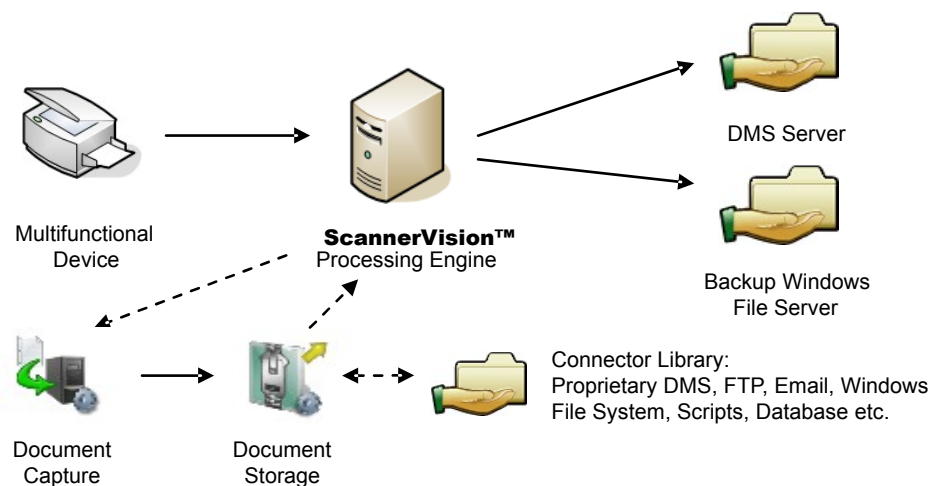 DMS Server
Multifunctional
Device
ScannerVision™
Processing Engine
Backup Windows
File Server
Connector Library:
Proprietary DMS, FTP, Email, Windows
File System, Scripts, Database etc.
Document
Capture
Document
Storage